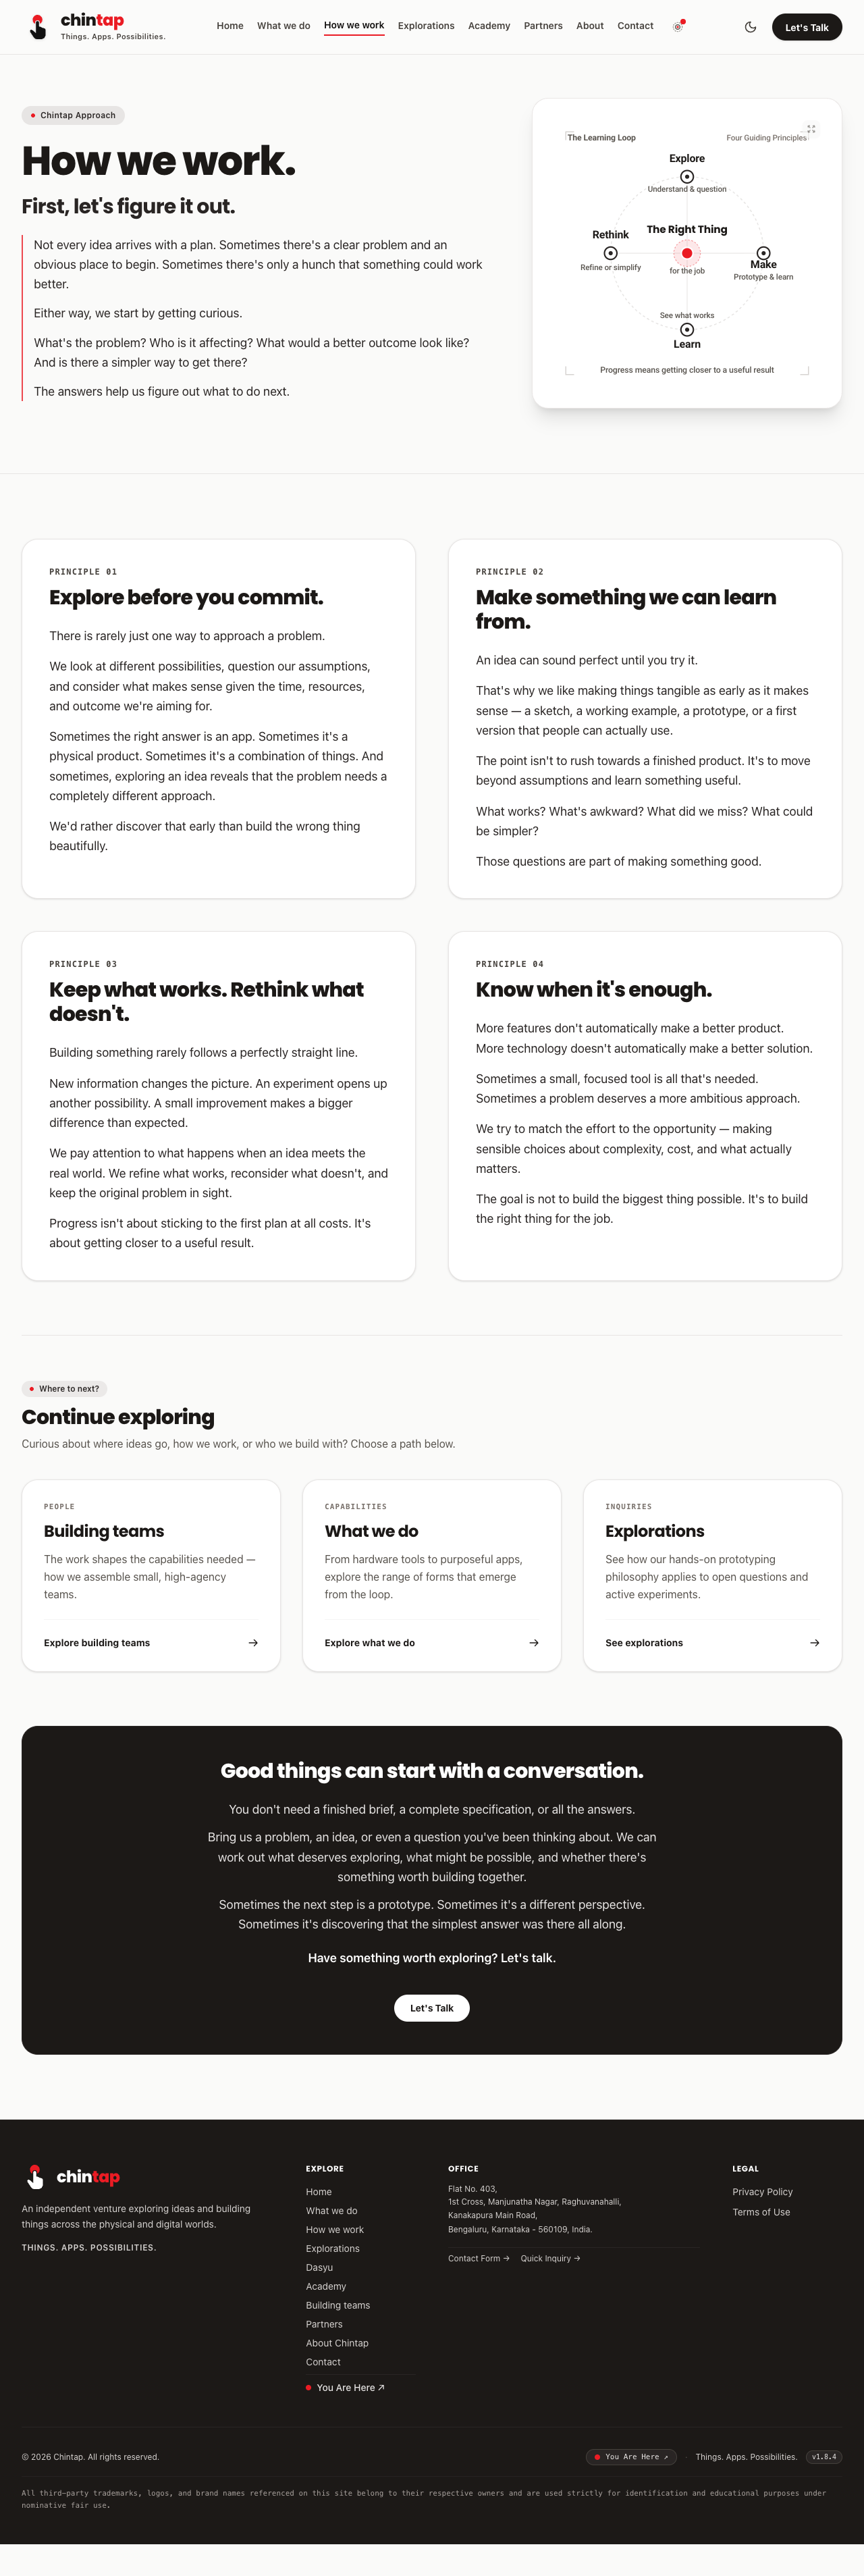 chintap
Things. Apps. Possibilities.
Home What we do How we work Explorations Academy Partners About Contact
Let's Talk
Chintap Approach
How we work.
First, let's figure it out.
Not every idea arrives with a plan. Sometimes there's a clear problem and an
obvious place to begin. Sometimes there's only a hunch that something could work
better.
Either way, we start by getting curious.
What's the problem? Who is it affecting? What would a better outcome look like?
And is there a simpler way to get there?
The answers help us figure out what to do next.
The Learning Loop
Four Guiding Principles
Explore
Understand & question
Rethink
Refine or simplify
The Right Thing
for the job
Make
Prototype & learn
See what works
Learn
Progress means getting closer to a useful result
PRINCIPLE 01
Explore before you commit.
There is rarely just one way to approach a problem.
We look at different possibilities, question our assumptions,
and consider what makes sense given the time, resources,
and outcome we're aiming for.
Sometimes the right answer is an app. Sometimes it's a
physical product. Sometimes it's a combination of things. And
sometimes, exploring an idea reveals that the problem needs a
completely different approach.
We'd rather discover that early than build the wrong thing
beautifully.
PRINCIPLE 02
Make something we can learn
from.
An idea can sound perfect until you try it.
That's why we like making things tangible as early as it makes
sense — a sketch, a working example, a prototype, or a first
version that people can actually use.
The point isn't to rush towards a finished product. It's to move
beyond assumptions and learn something useful.
What works? What's awkward? What did we miss? What could
be simpler?
Those questions are part of making something good.
PRINCIPLE 03
Keep what works. Rethink what
doesn't.
Building something rarely follows a perfectly straight line.
New information changes the picture. An experiment opens up
another possibility. A small improvement makes a bigger
difference than expected.
We pay attention to what happens when an idea meets the
real world. We refine what works, reconsider what doesn't, and
keep the original problem in sight.
Progress isn't about sticking to the first plan at all costs. It's
about getting closer to a useful result.
PRINCIPLE 04
Know when it's enough.
More features don't automatically make a better product.
More technology doesn't automatically make a better solution.
Sometimes a small, focused tool is all that's needed.
Sometimes a problem deserves a more ambitious approach.
We try to match the effort to the opportunity — making
sensible choices about complexity, cost, and what actually
matters.
The goal is not to build the biggest thing possible. It's to build
the right thing for the job.
Where to next?
Continue exploring
Curious about where ideas go, how we work, or who we build with? Choose a path below.
PEOPLE
Building teams
The work shapes the capabilities needed —
how we assemble small, high-agency
teams.
Explore building teams →
CAPABILITIES
What we do
From hardware tools to purposeful apps,
explore the range of forms that emerge
from the loop.
Explore what we do →
INQUIRIES
Explorations
See how our hands-on prototyping
philosophy applies to open questions and
active experiments.
See explorations →
Good things can start with a conversation.
You don't need a finished brief, a complete specification, or all the answers.
Bring us a problem, an idea, or even a question you've been thinking about. We can
work out what deserves exploring, what might be possible, and whether there's
something worth building together.
Sometimes the next step is a prototype. Sometimes it's a different perspective.
Sometimes it's discovering that the simplest answer was there all along.
Have something worth exploring? Let's talk.
Let's Talk
chintap
An independent venture exploring ideas and building
things across the physical and digital worlds.
THINGS. APPS. POSSIBILITIES.
EXPLORE
Home
What we do
How we work
Explorations
Dasyu
Academy
Building teams
Partners
About Chintap
Contact
You Are Here ↗
OFFICE
Flat No. 403,
1st Cross, Manjunatha Nagar, Raghuvanahalli,
Kanakapura Main Road,
Bengaluru, Karnataka - 560109, India.
Contact Form → Quick Inquiry →
LEGAL
Privacy Policy
Terms of Use
© 2026 Chintap. All rights reserved.
You Are Here ↗ Things. Apps. Possibilities. v1.8.4
All third-party trademarks, logos, and brand names referenced on this site belong to their respective owners and are used strictly for identification and educational purposes under
nominative fair use.